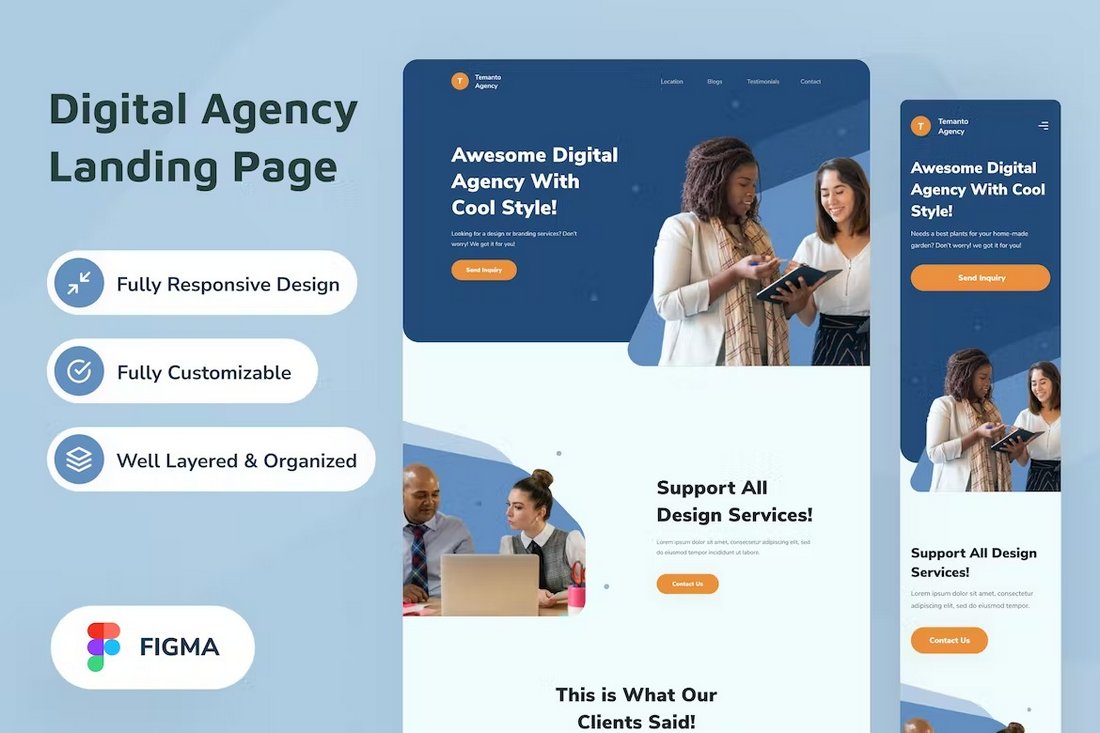 Digital Agency
Landing Page
Fully Responsive Design
Fully Customizable
Well Layered & Organized
FIGMA
T
Temanto
Agency
Location
Blogs
Testimonials
Contact
Awesome Digital
Agency With
Cool Style!
Looking for a design or branding services? Don't
worry! We got it for you!
Send Inquiry
Support All
Design Services!
Lorem ipsum dolor sit amet, consectetur adipiscing elit, sed
do eiusmod tempor incididunt ut labore.
Contact Us
This is What Our
Clients Said!
T
Temanto
Agency
Awesome Digital
Agency With Cool
Style!
Needs a best plants for your home-made
garden? Don't worry! we got it for you!
Send Inquiry
Support All Design
Services!
Lorem ipsum dolor sit amet, consectetur
adipiscing elit, sed do eiusmod tempor.
Contact Us